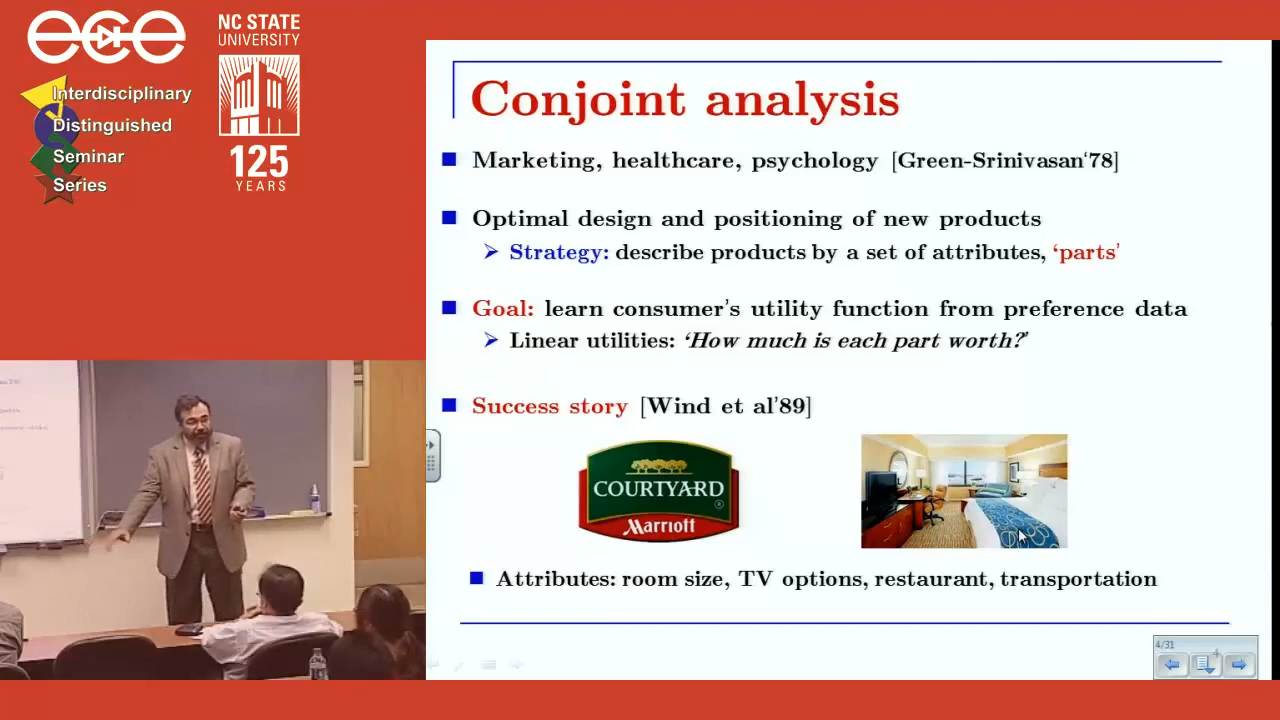 ece
NC STATE
UNIVERSITY
Interdisciplinary
Distinguished
Seminar
Series
125
YEARS
Conjoint analysis
Marketing, healthcare, psychology [Green-Srinivasan‘78]
Optimal design and positioning of new products
Strategy: describe products by a set of attributes, ‘parts’
Goal: learn consumer’s utility function from preference data
Linear utilities: ‘How much is each part worth?’
Success story [Wind et al’89]
COURTYARD
®
Marriott
Attributes: room size, TV options, restaurant, transportation
4/31